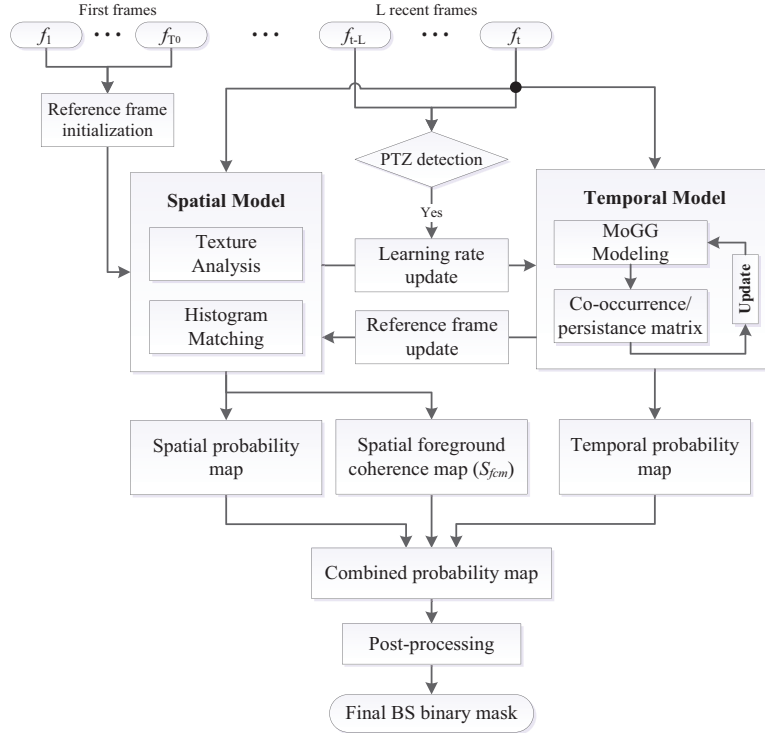 First frames
L recent frames
f1 ••• fT0 ••• ft-L ••• ft
Reference frame
initialization
PTZ detection
Yes
Spatial Model
Texture
Analysis
Histogram
Matching
Learning rate
update
Reference frame
update
Temporal Model
MoGG
Modeling
Co-occurrence/
persistance matrix
Update
Spatial probability
map
Spatial foreground
coherence map (Sfcm)
Temporal probability
map
Combined probability map
Post-processing
Final BS binary mask